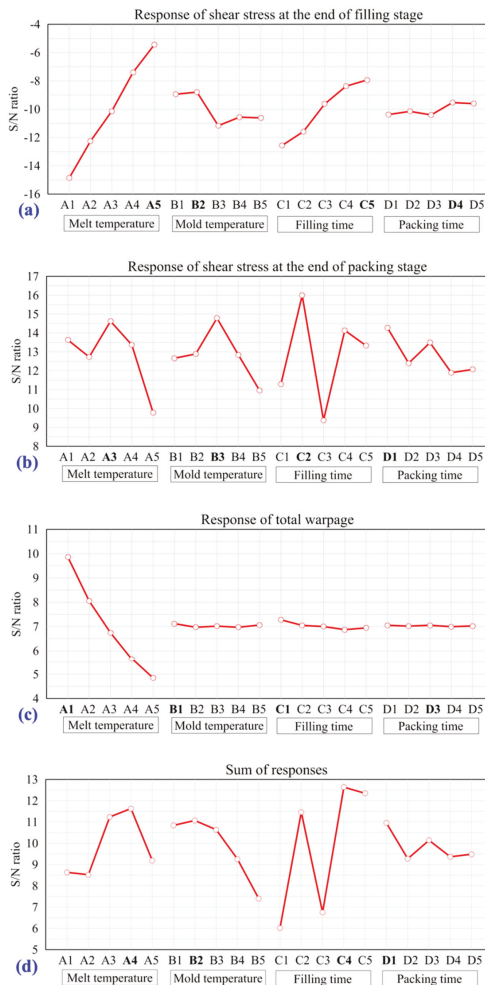 Response of shear stress at the end of filling stage
-4
-6
-8
-10
-12
-14
-16
S/N ratio
A1 A2 A3 A4 A5 B1 B2 B3 B4 B5 C1 C2 C3 C4 C5 D1 D2 D3 D4 D5
(a) Melt temperature Mold temperature Filling time Packing time
Response of shear stress at the end of packing stage
17
16
15
14
13
12
11
10
9
8
S/N ratio
A1 A2 A3 A4 A5 B1 B2 B3 B4 B5 C1 C2 C3 C4 C5 D1 D2 D3 D4 D5
(b) Melt temperature Mold temperature Filling time Packing time
Response of total warpage
11
10
9
8
7
6
5
4
S/N ratio
A1 A2 A3 A4 A5 B1 B2 B3 B4 B5 C1 C2 C3 C4 C5 D1 D2 D3 D4 D5
(c) Melt temperature Mold temperature Filling time Packing time
Sum of responses
13
12
11
10
9
8
7
6
5
S/N ratio
A1 A2 A3 A4 A5 B1 B2 B3 B4 B5 C1 C2 C3 C4 C5 D1 D2 D3 D4 D5
(d) Melt temperature Mold temperature Filling time Packing time